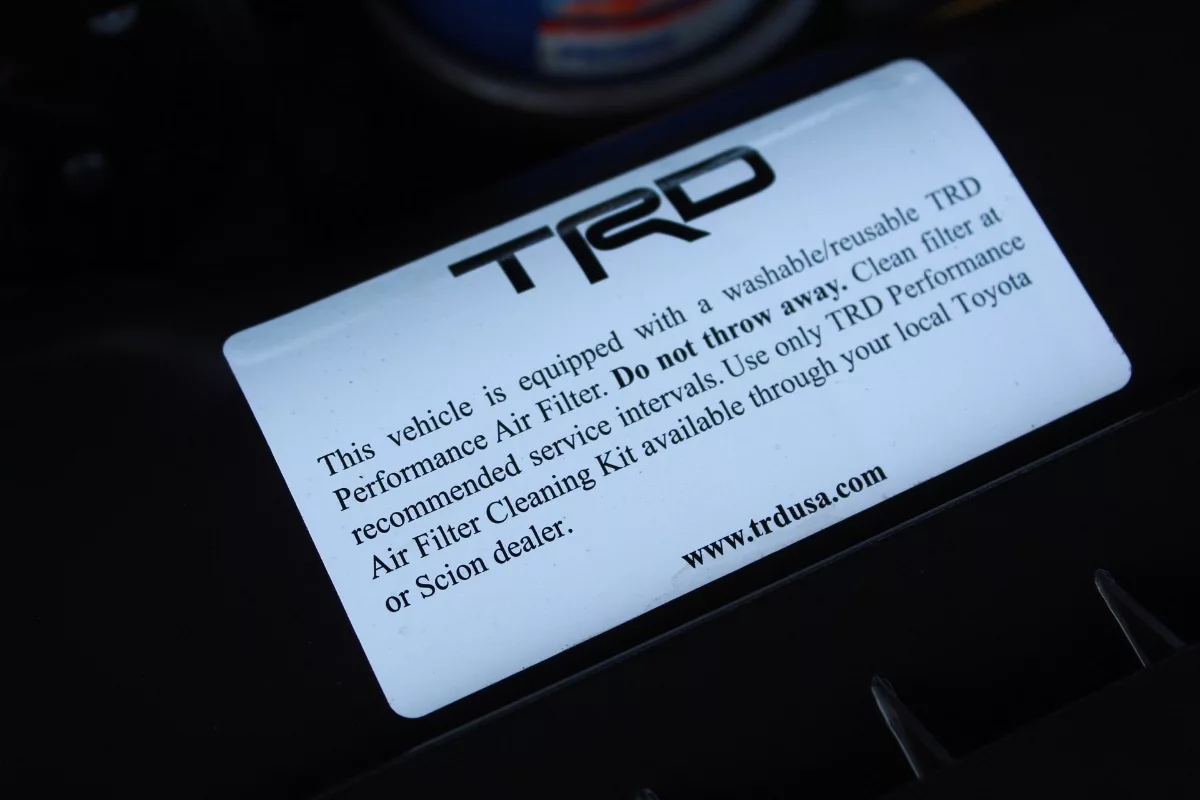 TRD
This vehicle is equipped with a washable/reusable TRD
Performance Air Filter. Do not throw away. Clean filter at
recommended service intervals. Use only TRD Performance
Air Filter Cleaning Kit available through your local Toyota
or Scion dealer.
www.trdusa.com